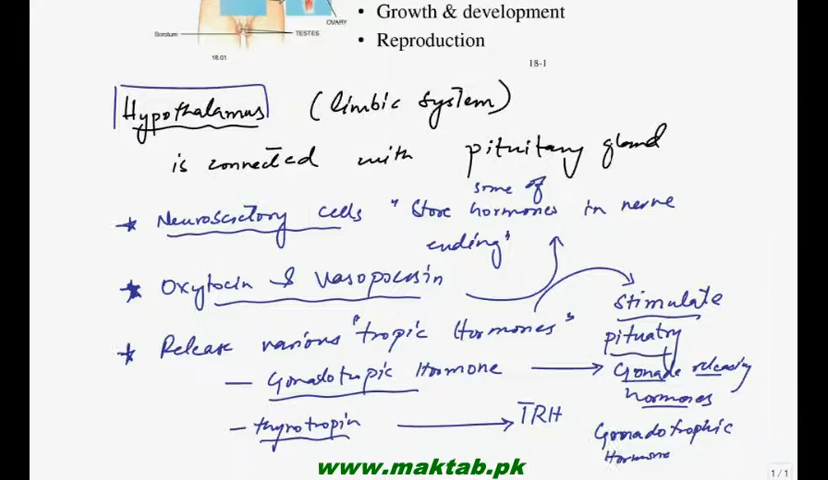 OVARY
• Growth & development
Scrotum
TESTES
• Reproduction
18.01
18-1
Hypothalamus (limbic system)
is connected with pituitary gland
some of
* Neurosecretory cells "Store hormones in nerve
ending"
* Oxytocin & vasopressin
stimulate
* Release various "tropic Hormones"
pituatry
— Gonadotropic Hormone → Gonade releasing
hormones
— thyrotropin → TRH
Gonadotrophic
Hormone
www.maktab.pk
1/1